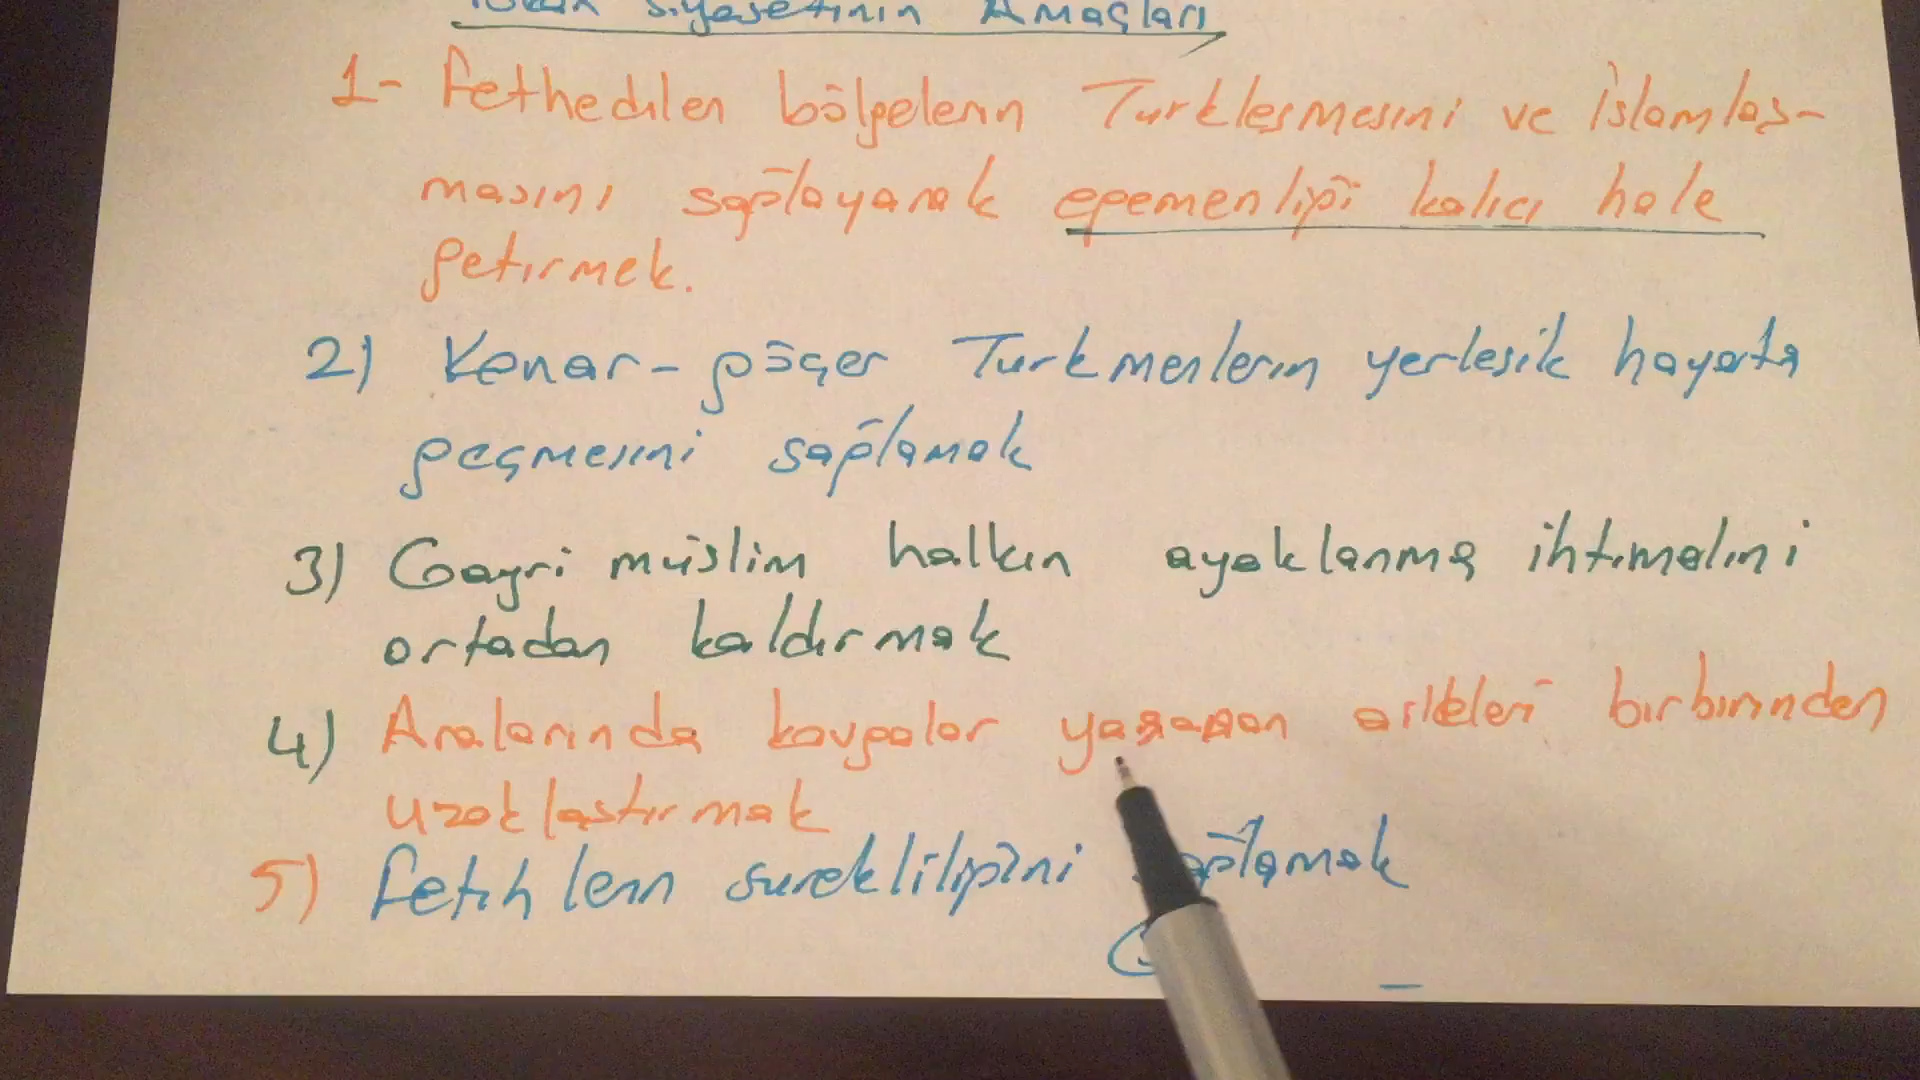 İskan Siyasetinin Amaçları
1- Fethedilen bölgelerin Türkleşmesini ve İslamlaş-
masını sağlayarak egemenliği kalıcı hale
getirmek.
2) Konar-göçer Türkmenlerin yerleşik hayata
geçmesini sağlamak
3) Gayri müslim halkın ayaklanma ihtimalini
ortadan kaldırmak
4) Aralarında kavgalar yaşanan aileleri birbirinden
uzaklaştırmak
5) Fetihlerin sürekliliğini sağlamak